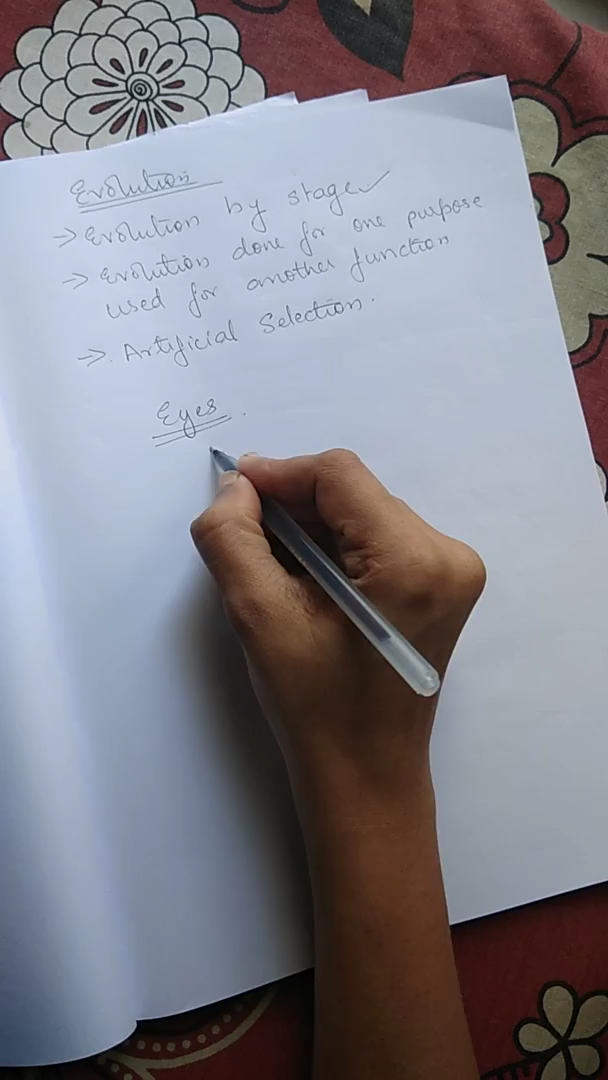 Evolution
→ Evolution by stage ✓
→ Evolution done for one purpose
used for another function
→. Artificial Selection.
Eyes.